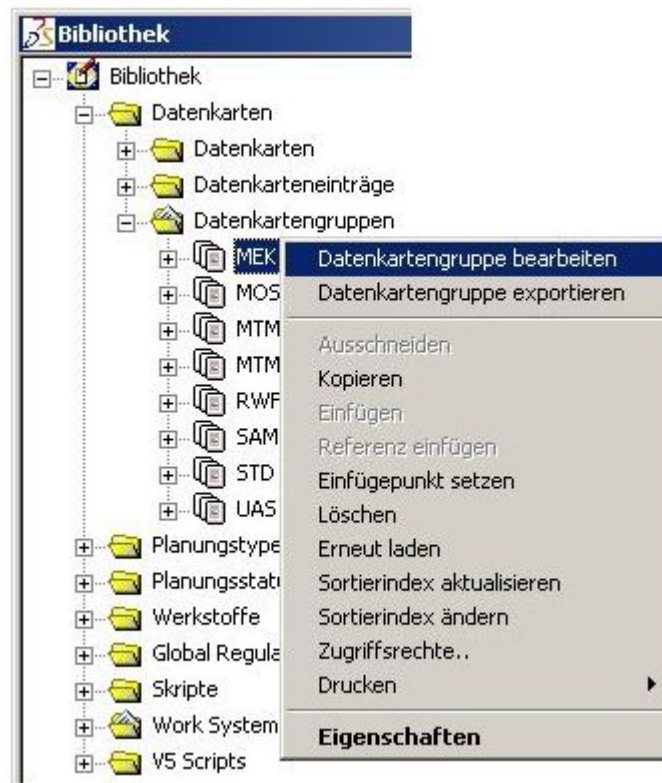 Bibliothek
Bibliothek
Datenkarten
Datenkarten
Datenkarteneinträge
Datenkartengruppen
MEK
MOS
MTM
MTM
RWF
SAM
STD
UAS
Planungstype
Planungsstatu
Werkstoffe
Global Regula
Skripte
Work System
V5 Scripts
Datenkartengruppe bearbeiten
Datenkartengruppe exportieren
Ausschneiden
Kopieren
Einfügen
Referenz einfügen
Einfügepunkt setzen
Löschen
Erneut laden
Sortierindex aktualisieren
Sortierindex ändern
Zugriffsrechte..
Drucken
Eigenschaften